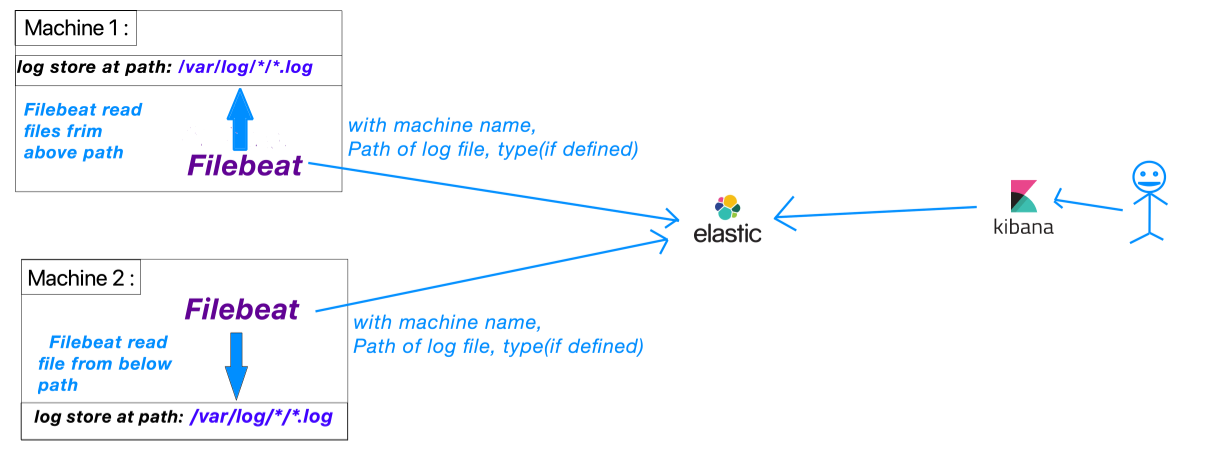 Machine 1 :
log store at path: /var/log/*/*.log
Filebeat read
files frim
above path
Filebeat
with machine name,
Path of log file, type(if defined)
elastic
kibana
Machine 2 :
Filebeat
Filebeat read
file from below
path
with machine name,
Path of log file, type(if defined)
log store at path: /var/log/*/*.log